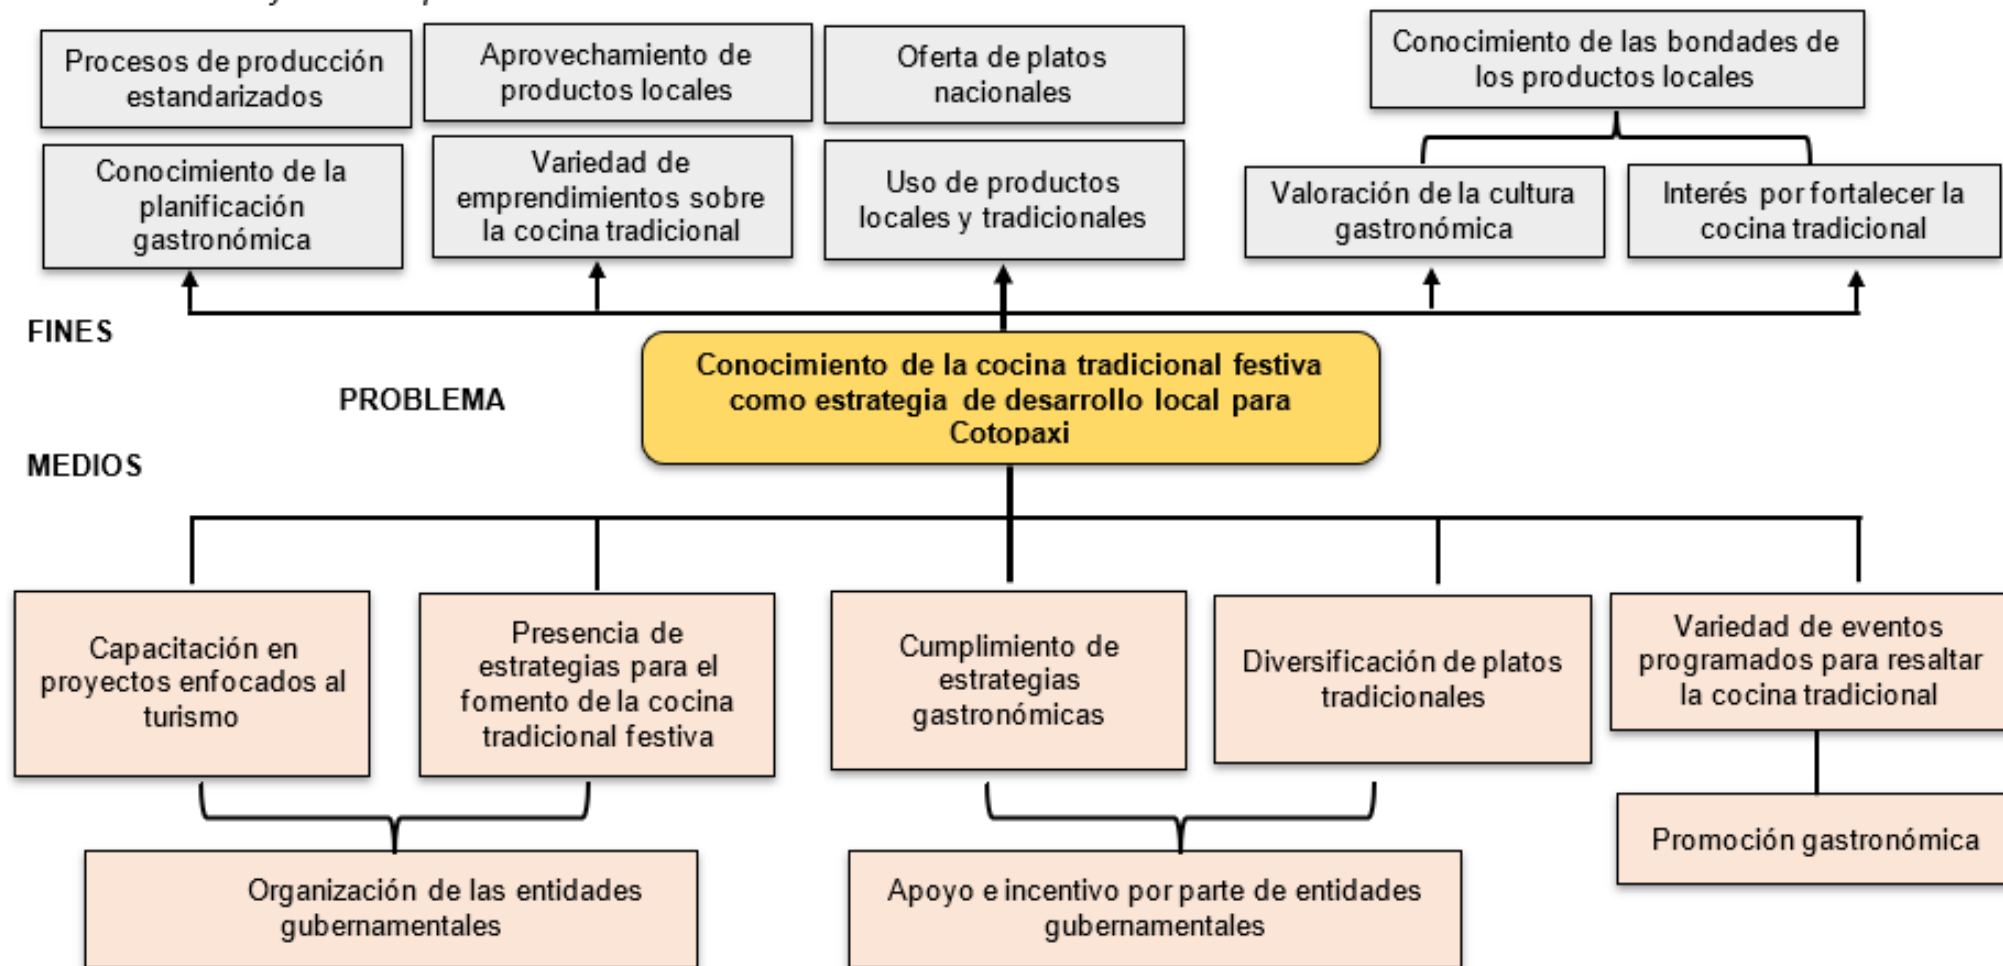 Procesos de producción
estandarizados
Aprovechamiento de
productos locales
Oferta de platos
nacionales
Conocimiento de las bondades de
los productos locales
Conocimiento de la
planificación
gastronómica
Variedad de
emprendimientos sobre
la cocina tradicional
Uso de productos
locales y tradicionales
Valoración de la cultura
gastronómica
Interés por fortalecer la
cocina tradicional
FINES
Conocimiento de la cocina tradicional festiva
como estrategia de desarrollo local para
Cotopaxi
PROBLEMA
MEDIOS
Capacitación en
proyectos enfocados al
turismo
Presencia de
estrategias para el
fomento de la cocina
tradicional festiva
Cumplimiento de
estrategias
gastronómicas
Diversificación de platos
tradicionales
Variedad de eventos
programados para resaltar
la cocina tradicional
Organización de las entidades
gubernamentales
Apoyo e incentivo por parte de entidades
gubernamentales
Promoción gastronómica